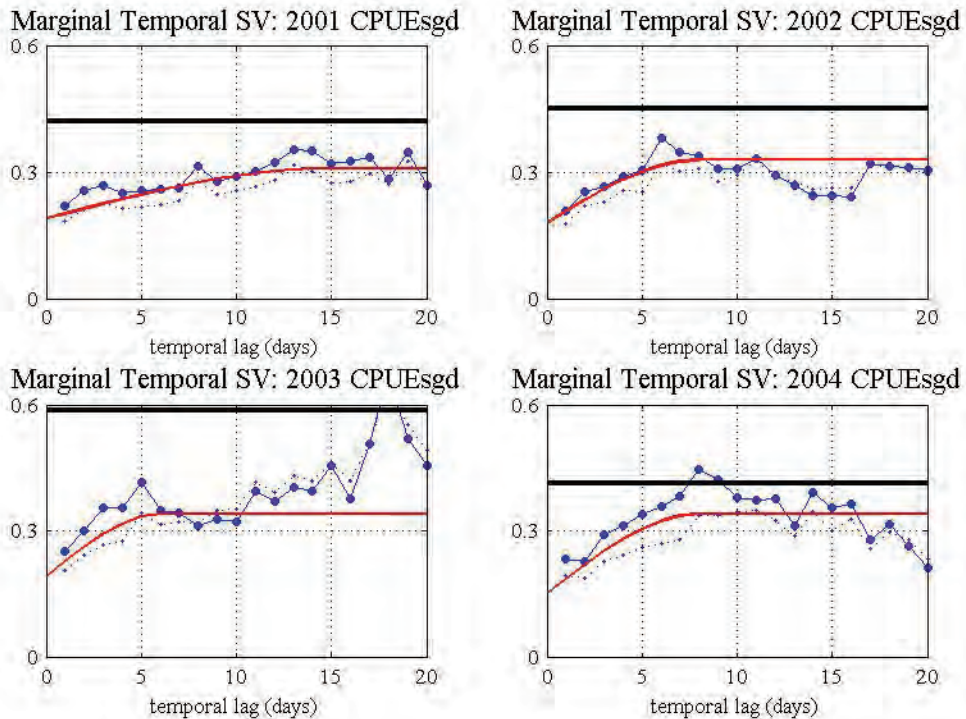 Marginal Temporal SV: 2001 CPUEsgd
0.6
0.3
0
0 5 10 15 20
temporal lag (days)
Marginal Temporal SV: 2002 CPUEsgd
0.6
0.3
0
0 5 10 15 20
temporal lag (days)
Marginal Temporal SV: 2003 CPUEsgd
0.6
0.3
0
0 5 10 15 20
temporal lag (days)
Marginal Temporal SV: 2004 CPUEsgd
0.6
0.3
0
0 5 10 15 20
temporal lag (days)